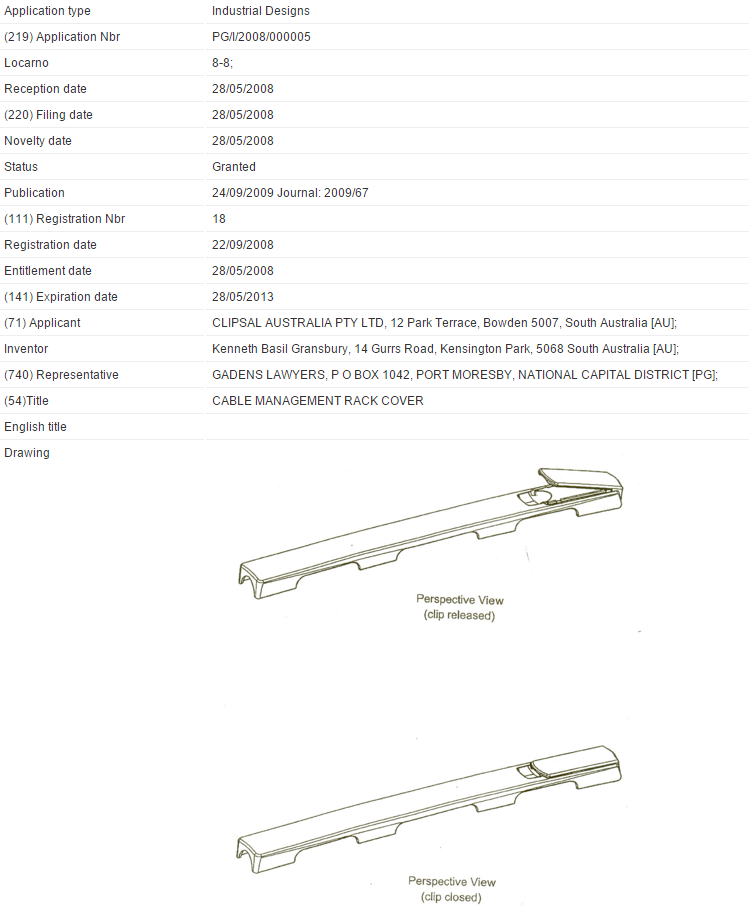 Application type Industrial Designs
(219) Application Nbr PG/I/2008/000005
Locarno 8-8;
Reception date 28/05/2008
(220) Filing date 28/05/2008
Novelty date 28/05/2008
Status Granted
Publication 24/09/2009 Journal: 2009/67
(111) Registration Nbr 18
Registration date 22/09/2008
Entitlement date 28/05/2008
(141) Expiration date 28/05/2013
(71) Applicant CLIPSAL AUSTRALIA PTY LTD, 12 Park Terrace, Bowden 5007, South Australia [AU];
Inventor Kenneth Basil Gransbury, 14 Gurrs Road, Kensington Park, 5068 South Australia [AU];
(740) Representative GADENS LAWYERS, P O BOX 1042, PORT MORESBY, NATIONAL CAPITAL DISTRICT [PG];
(54)Title CABLE MANAGEMENT RACK COVER
English title
Drawing
Perspective View
(clip released)
Perspective View
(clip closed)